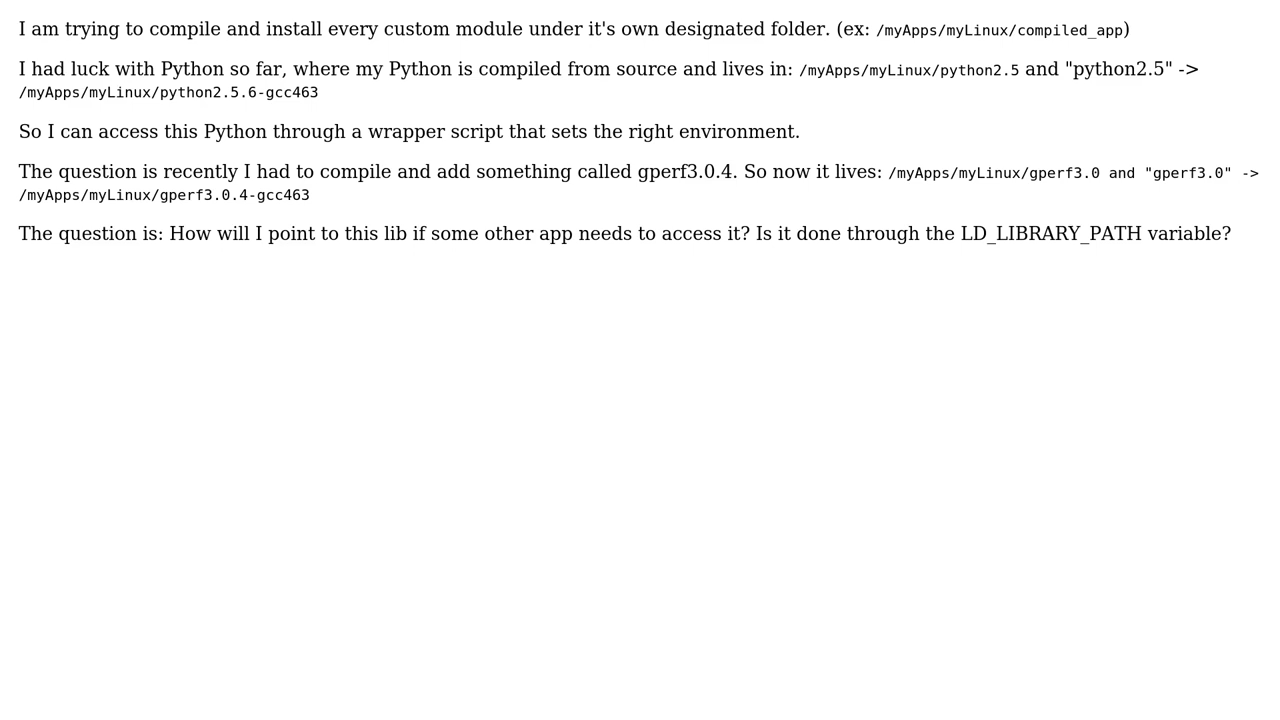 I am trying to compile and install every custom module under it's own designated folder. (ex: /myApps/myLinux/compiled_app)
I had luck with Python so far, where my Python is compiled from source and lives in: /myApps/myLinux/python2.5 and "python2.5" ->
/myApps/myLinux/python2.5.6-gcc463
So I can access this Python through a wrapper script that sets the right environment.
The question is recently I had to compile and add something called gperf3.0.4. So now it lives: /myApps/myLinux/gperf3.0 and "gperf3.0" ->
/myApps/myLinux/gperf3.0.4-gcc463
The question is: How will I point to this lib if some other app needs to access it? Is it done through the LD_LIBRARY_PATH variable?